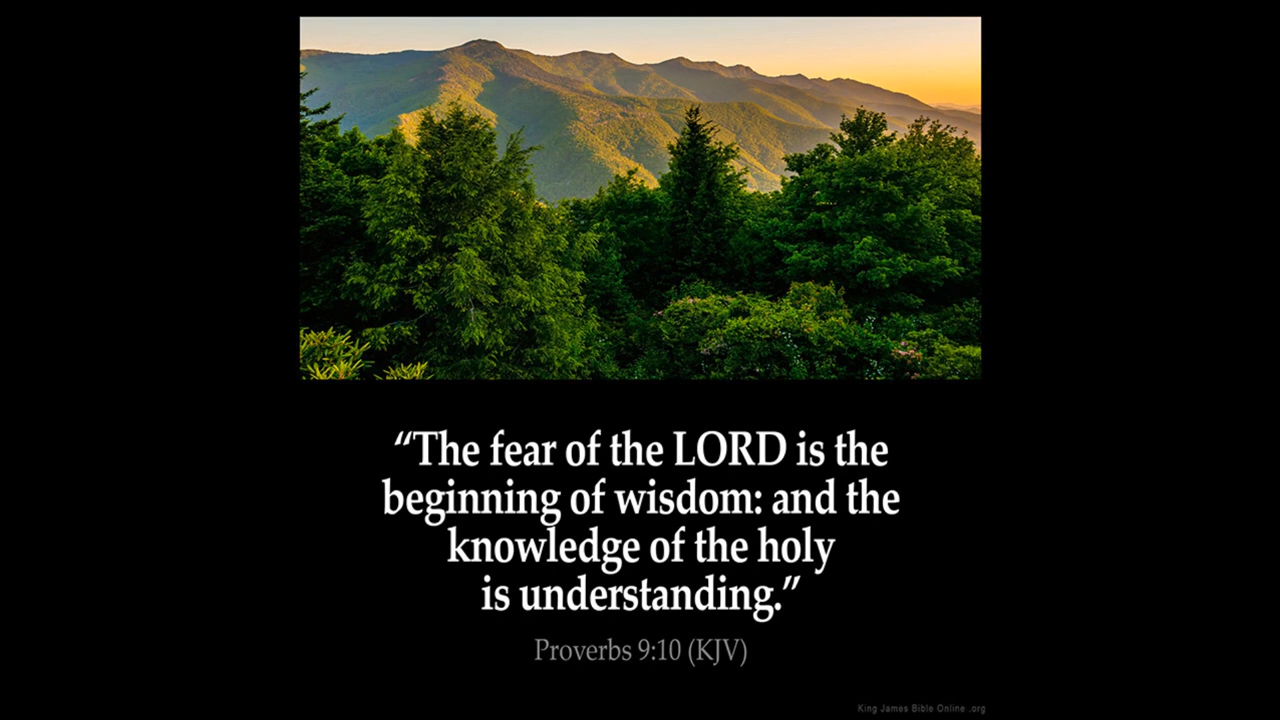 “The fear of the LORD is the
beginning of wisdom: and the
knowledge of the holy
is understanding.”
Proverbs 9:10 (KJV)
King James Bible Online .org